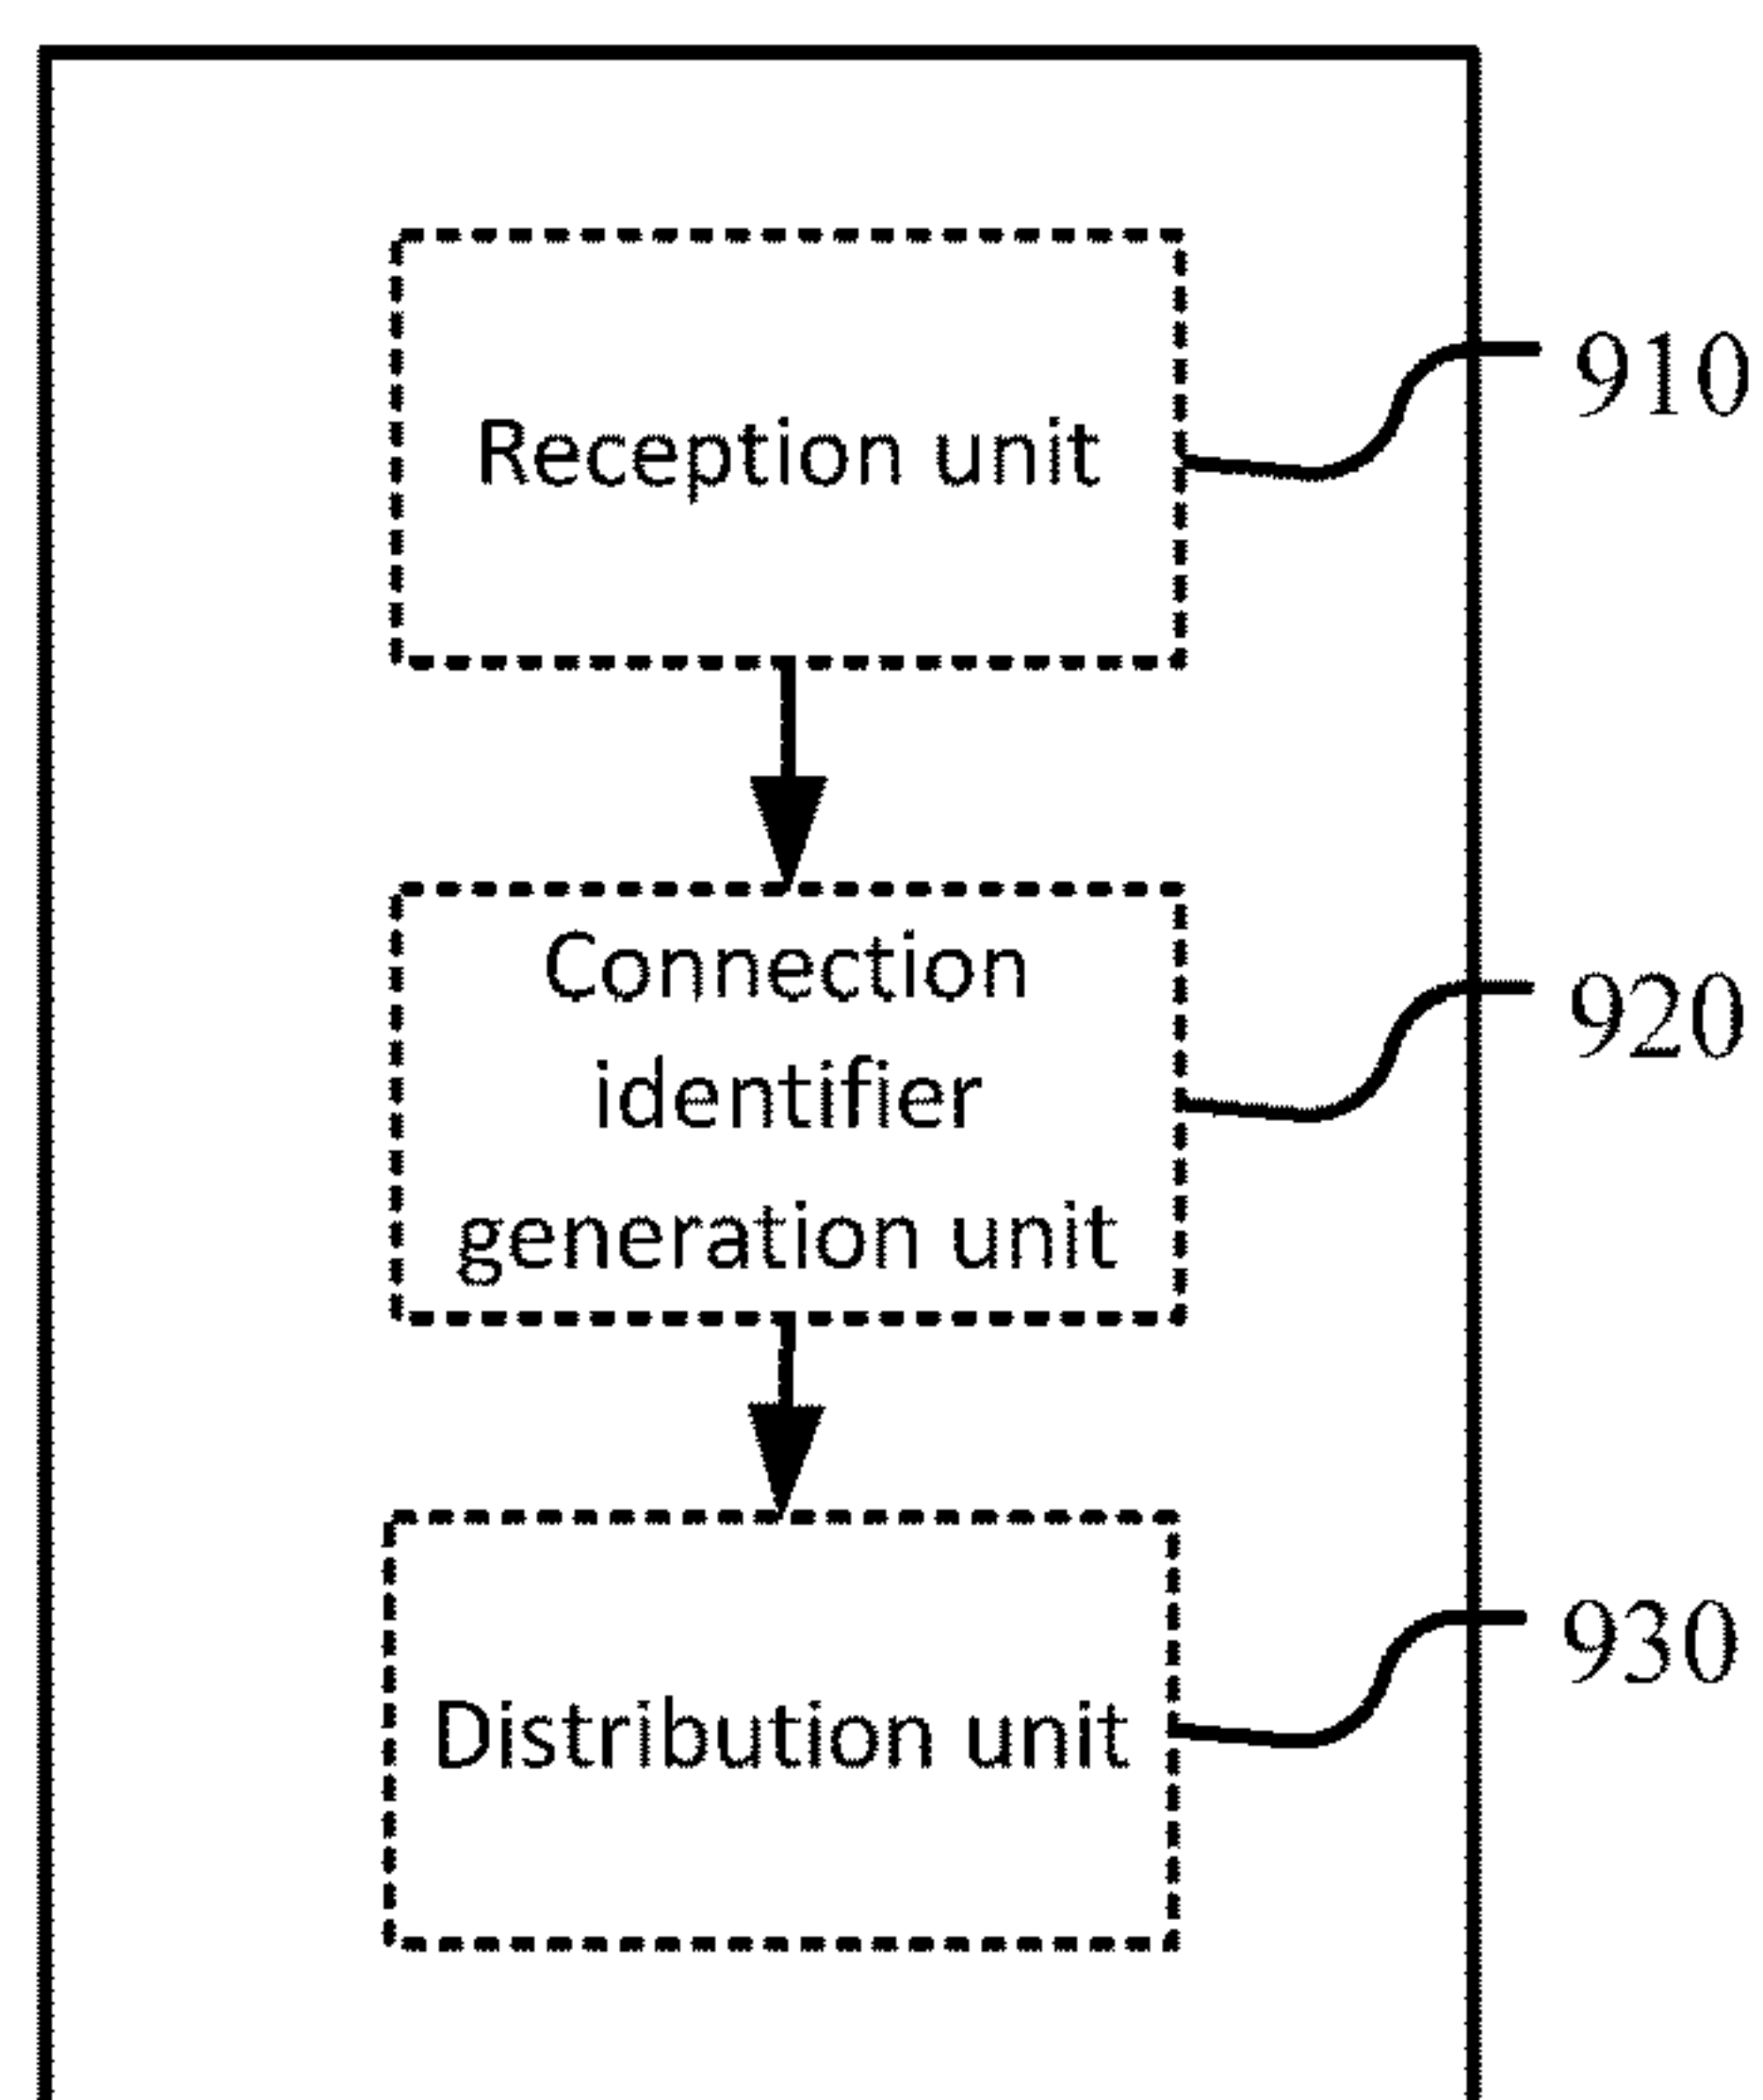 Reception unit
910
Connection
identifier
generation unit
920
Distribution unit
930